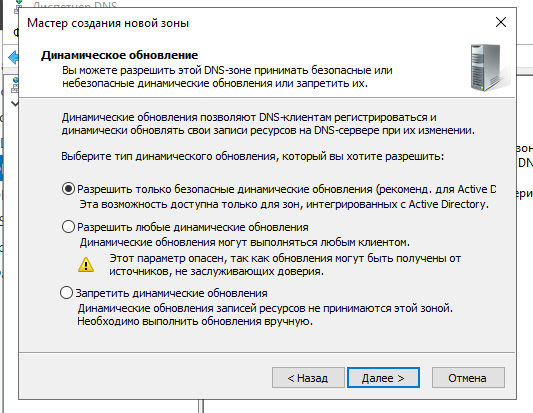 Диспетчер DNS
Мастер создания новой зоны
Динамическое обновление
Вы можете разрешить этой DNS-зоне принимать безопасные или
небезопасные динамические обновления или запретить их.
Динамические обновления позволяют DNS-клиентам регистрироваться и
динамически обновлять свои записи ресурсов на DNS-сервере при их изменении.
Выберите тип динамического обновления, который вы хотите разрешить:
Разрешить только безопасные динамические обновления (рекоменд. для Active D
Эта возможность доступна только для зон, интегрированных с Active Directory.
Разрешить любые динамические обновления
Динамические обновления могут выполняться любым клиентом.
Этот параметр опасен, так как обновления могут быть получены от
источников, не заслуживающих доверия.
Запретить динамические обновления
Динамические обновления записей ресурсов не принимаются этой зоной.
Необходимо выполнить обновления вручную.
< Назад
Далее >
Отмена